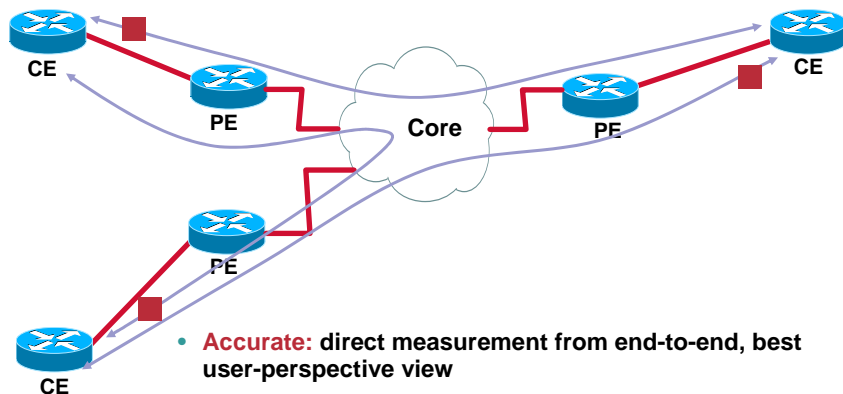 CE
CE
PE
Core
PE
PE
CE
• Accurate: direct measurement from end-to-end, best
user-perspective view